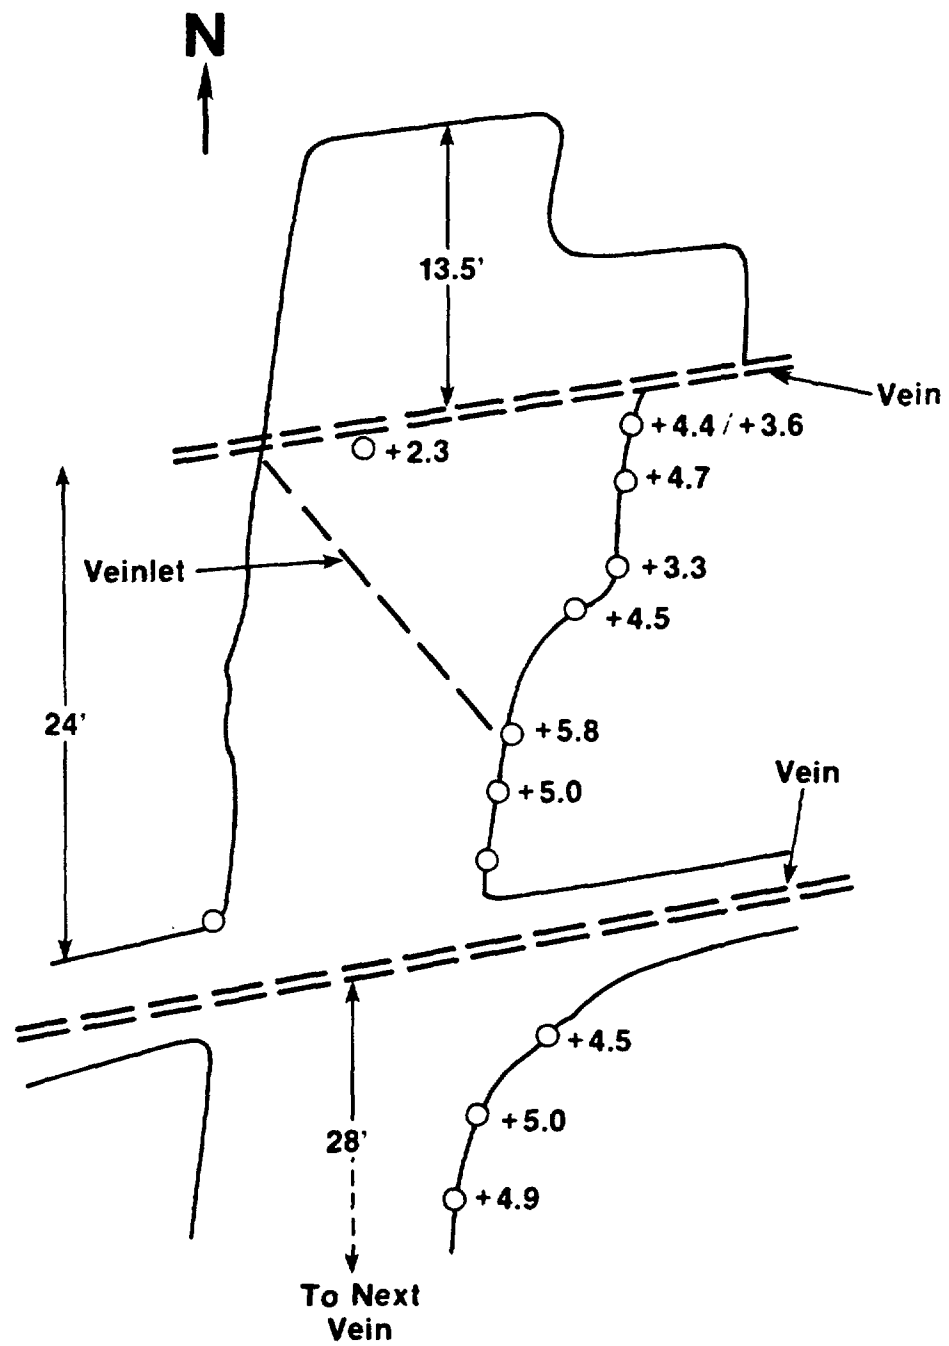 N
13.5'
Vein
+4.4 / +3.6
+2.3
+4.7
Veinlet
+3.3
+4.5
24'
+5.8
Vein
+5.0
+4.5
+5.0
28'
+4.9
To Next
Vein